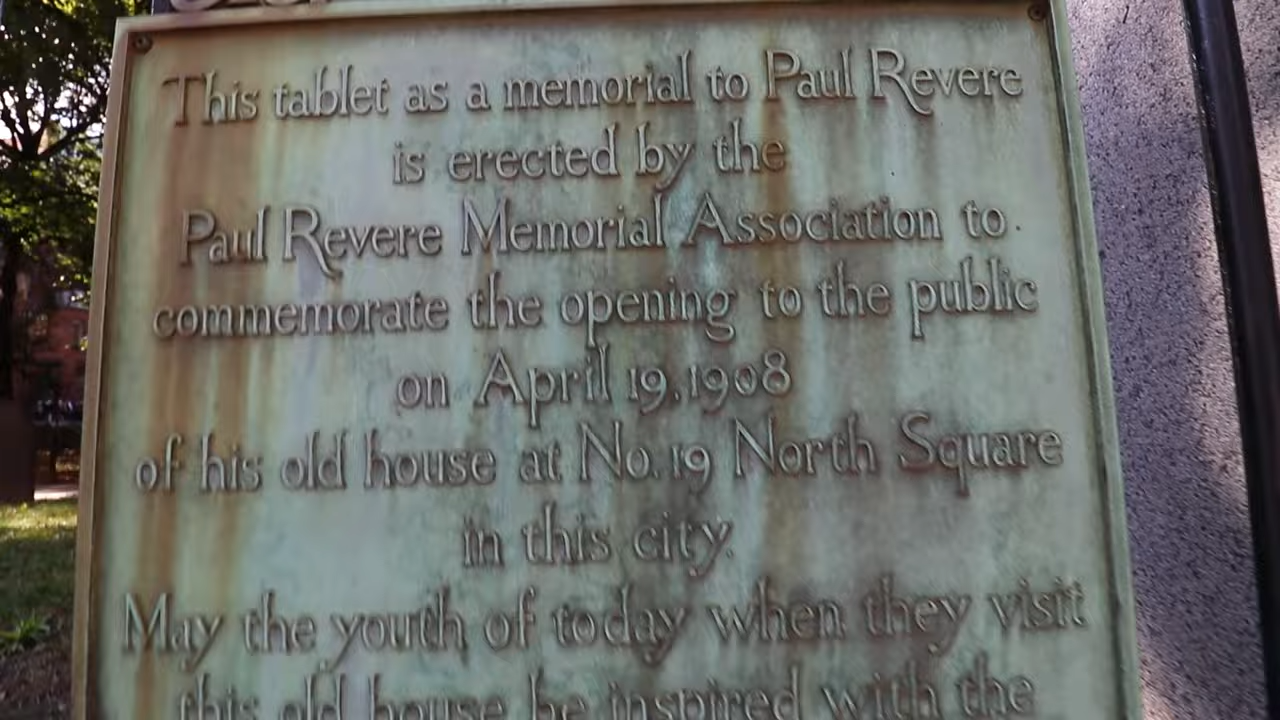 This tablet as a memorial to Paul Revere
is erected by the
Paul Revere Memorial Association to
commemorate the opening to the public
on April 19.1908
of his old house at No.19 North Square
in this city.
May the youth of today when they visit
this old house be inspired with the